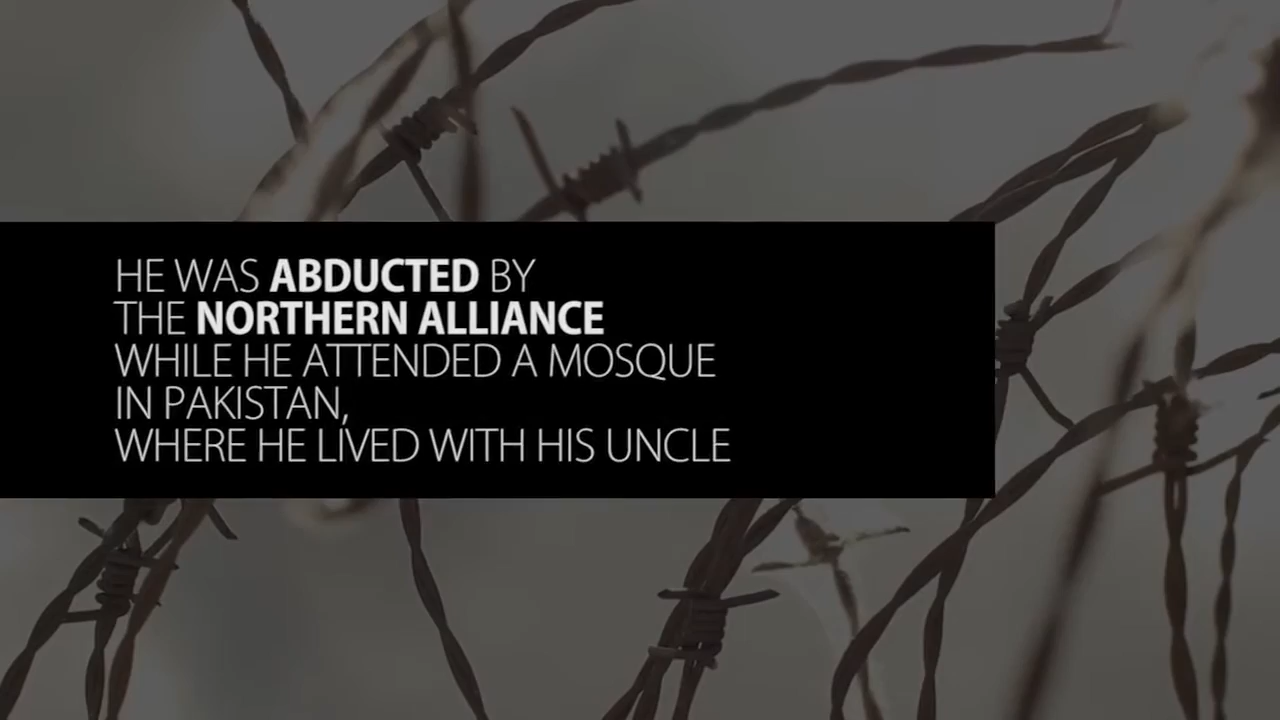 HE WAS ABDUCTED BY
THE NORTHERN ALLIANCE
WHILE HE ATTENDED A MOSQUE
IN PAKISTAN,
WHERE HE LIVED WITH HIS UNCLE